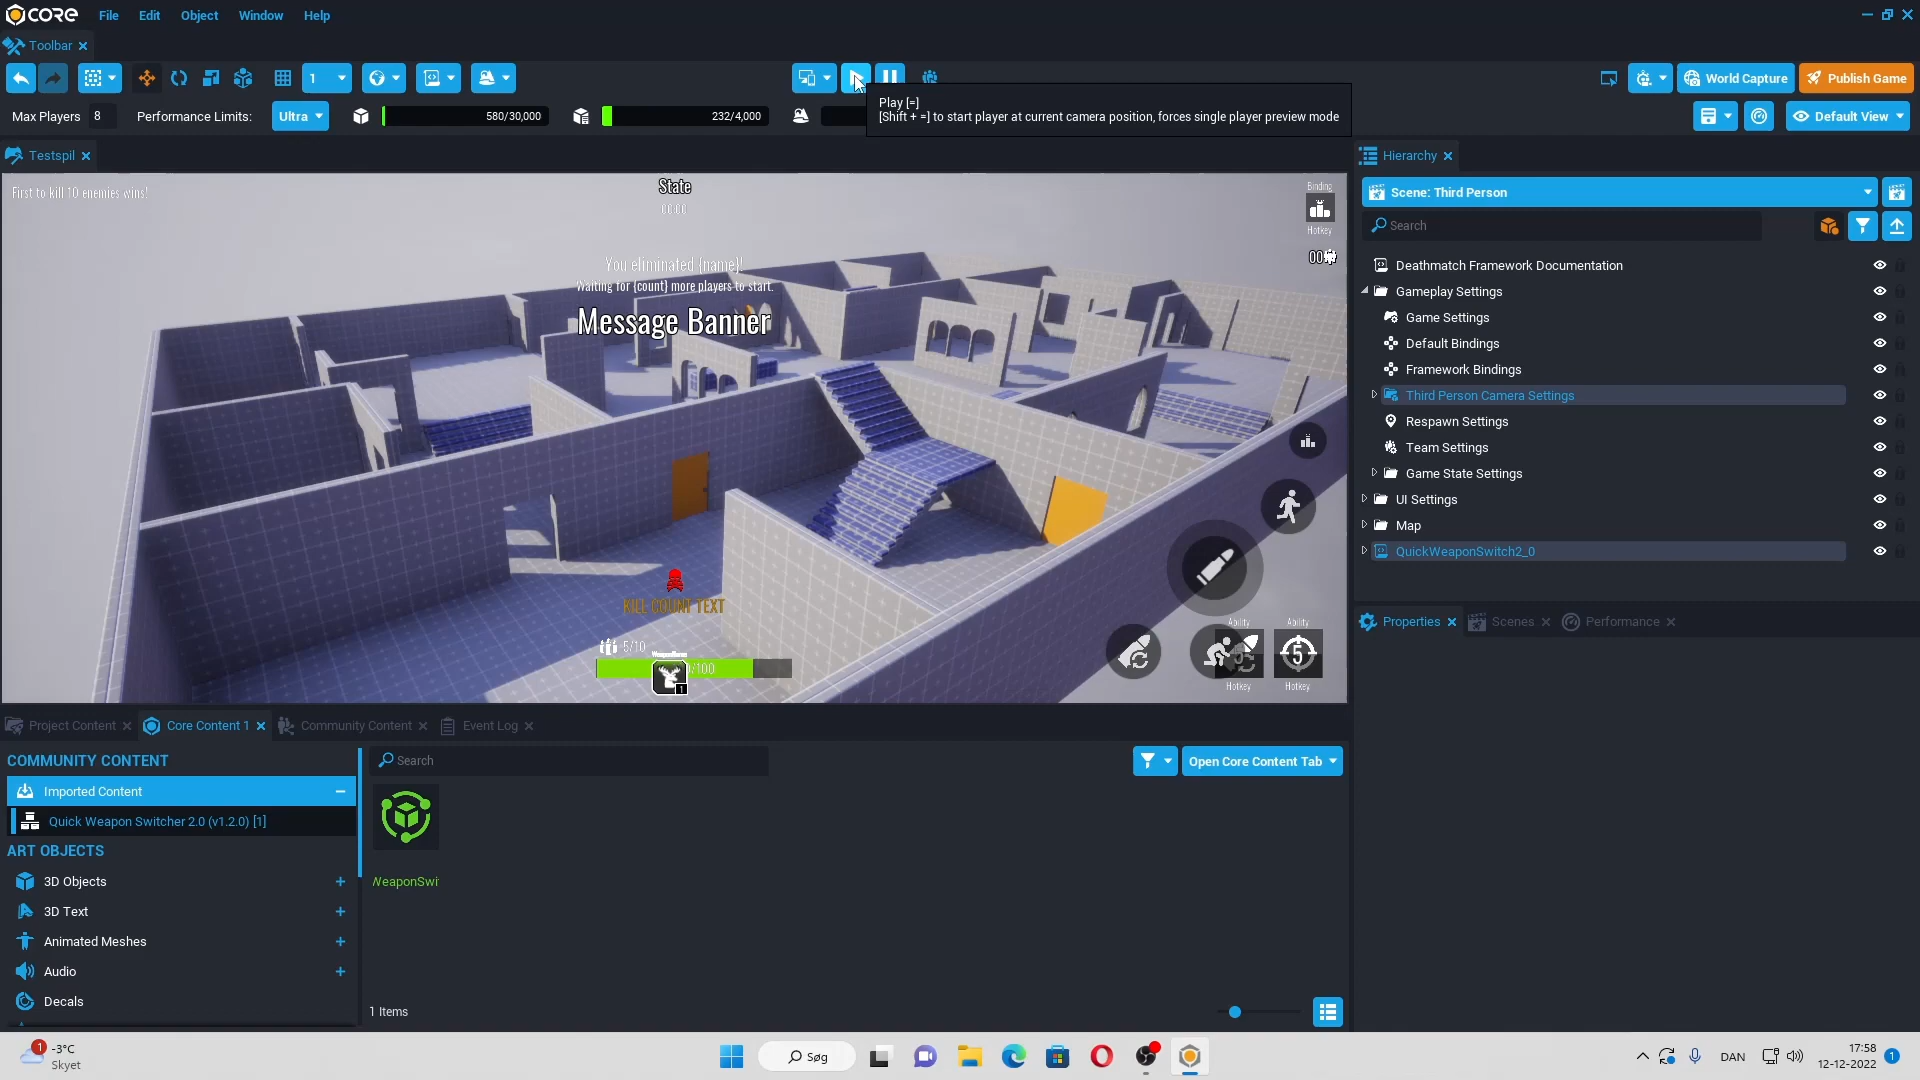 CORE
File Edit Object Window Help
Toolbar
1
World Capture
Publish Game
Max Players 8
Performance Limits:
Ultra
580/30,000
232/4,000
Play [=]
[Shift + =] to start player at current camera position, forces single player preview mode
Default View
Testspil
First to kill 10 enemies wins!
State
00:00
Binding
Hotkey
00
You eliminated {name}!
Waiting for {count} more players to start.
Message Banner
KILL COUNT TEXT
5/10
/100
1
Ability
Ability
5
Hotkey
Hotkey
Hierarchy
Scene: Third Person
Search
Deathmatch Framework Documentation
Gameplay Settings
Game Settings
Default Bindings
Framework Bindings
Third Person Camera Settings
Respawn Settings
Team Settings
Game State Settings
UI Settings
Map
QuickWeaponSwitch2_0
Properties
Scenes
Performance
Project Content
Core Content 1
Community Content
Event Log
COMMUNITY CONTENT
Imported Content
Quick Weapon Switcher 2.0 (v1.2.0) [1]
ART OBJECTS
3D Objects
3D Text
Animated Meshes
Audio
Decals
Search
Open Core Content Tab
WeaponSwi
1 Items
1
-3°C
Skyet
Søg
DAN
17:58
12-12-2022
1